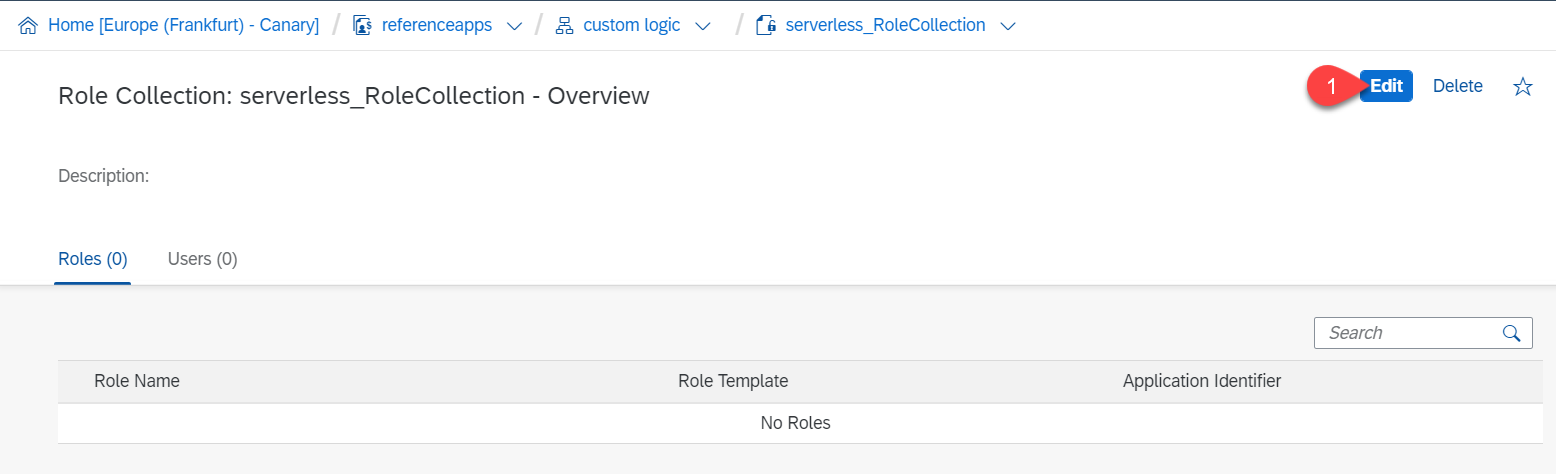 Home [Europe (Frankfurt) - Canary] / referenceapps / custom logic / serverless_RoleCollection
Role Collection: serverless_RoleCollection - Overview
1 Edit Delete
Description:
Roles (0) Users (0)
Search
Role Name Role Template Application Identifier
No Roles